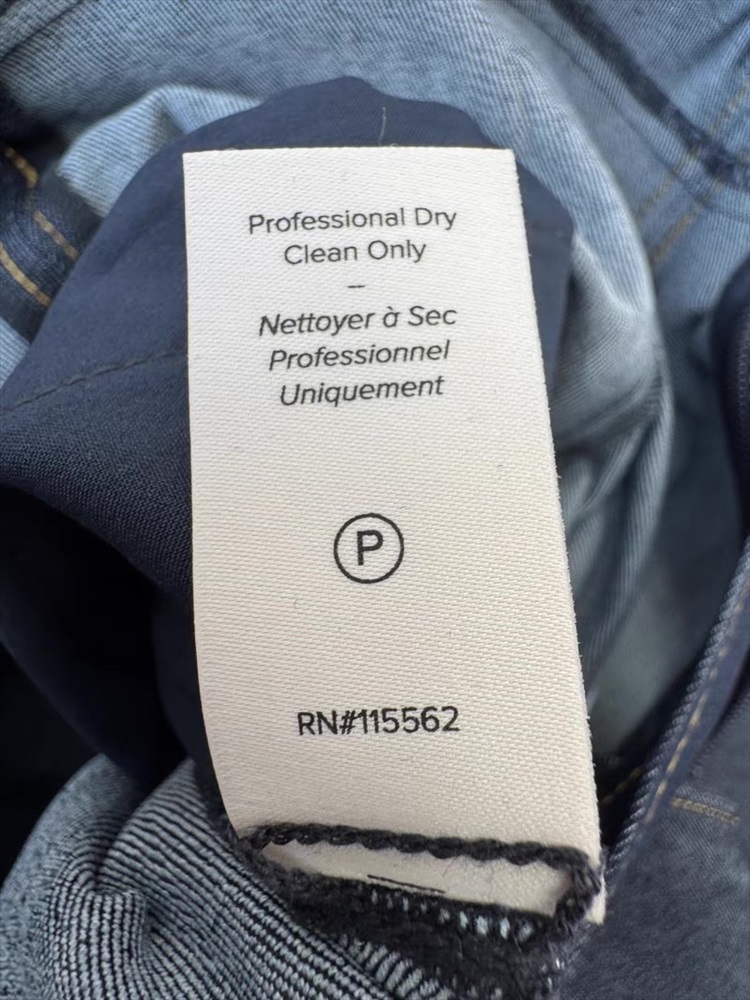 Professional Dry
Clean Only
–
Nettoyer à Sec
Professionnel
Uniquement
P
RN#115562